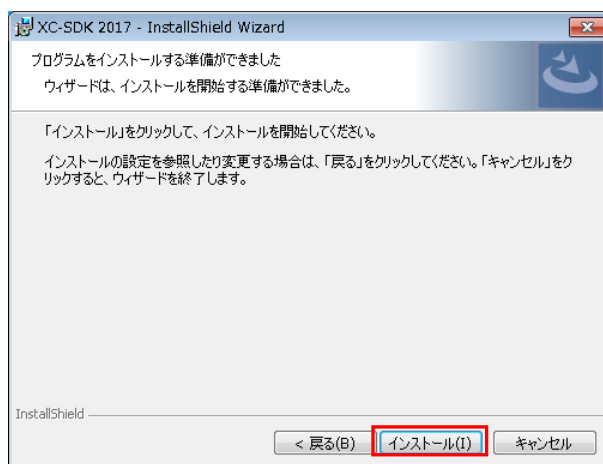 XC-SDK 2017 - InstallShield Wizard
プログラムをインストールする準備ができました
ウィザードは、インストールを開始する準備ができました。
「インストール」をクリックして、インストールを開始してください。
インストールの設定を参照したり変更する場合は、「戻る」をクリックしてください。「キャンセル」をク
リックすると、ウィザードを終了します。
InstallShield
< 戻る(B) インストール(I) キャンセル